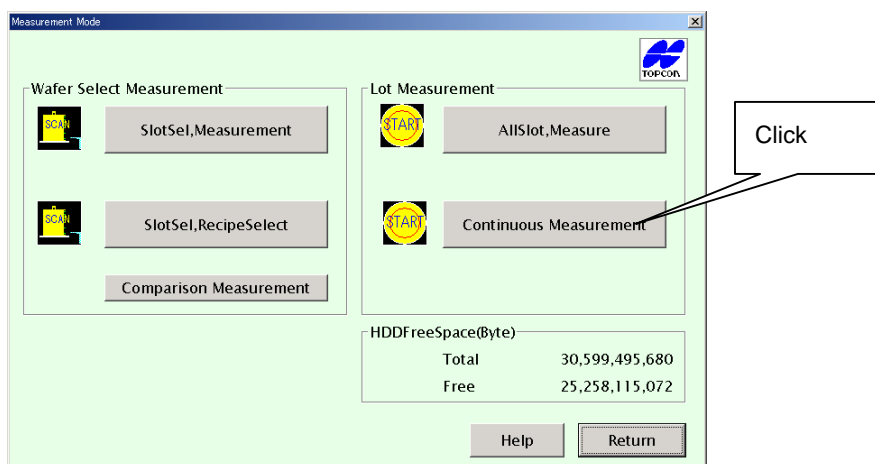 Measurement Mode
TOPCON
Wafer Select Measurement
SCAN
SlotSel,Measurement
SCAN
SlotSel,RecipeSelect
Comparison Measurement
Lot Measurement
START
AllSlot,Measure
START
Continuous Measurement
Click
HDDFreeSpace(Byte)
Total 30,599,495,680
Free 25,258,115,072
Help
Return